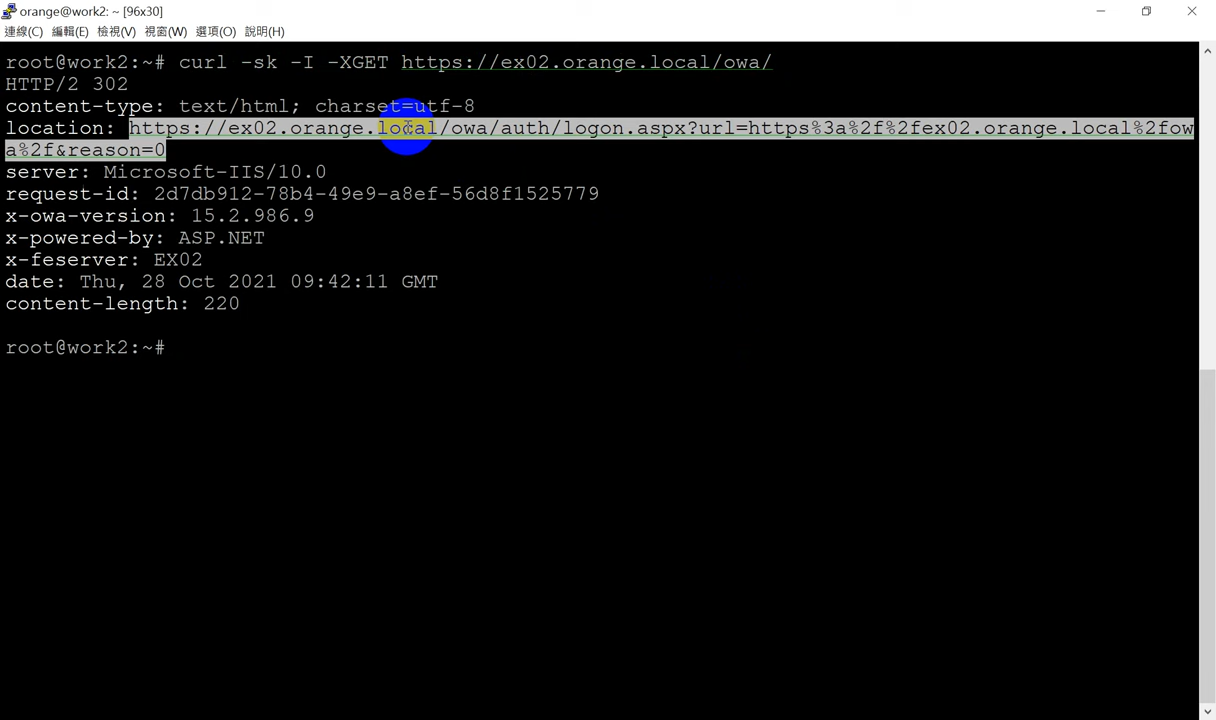 orange@work2: ~ [96x30]
連線(C) 編輯(E) 檢視(V) 視窗(W) 選項(O) 說明(H)
root@work2:~# curl -sk -I -XGET https://ex02.orange.local/owa/
HTTP/2 302
content-type: text/html; charset=utf-8
location: https://ex02.orange.local/owa/auth/logon.aspx?url=https%3a%2f%2fex02.orange.local%2fow
a%2f&reason=0
server: Microsoft-IIS/10.0
request-id: 2d7db912-78b4-49e9-a8ef-56d8f1525779
x-owa-version: 15.2.986.9
x-powered-by: ASP.NET
x-feserver: EX02
date: Thu, 28 Oct 2021 09:42:11 GMT
content-length: 220
root@work2:~#